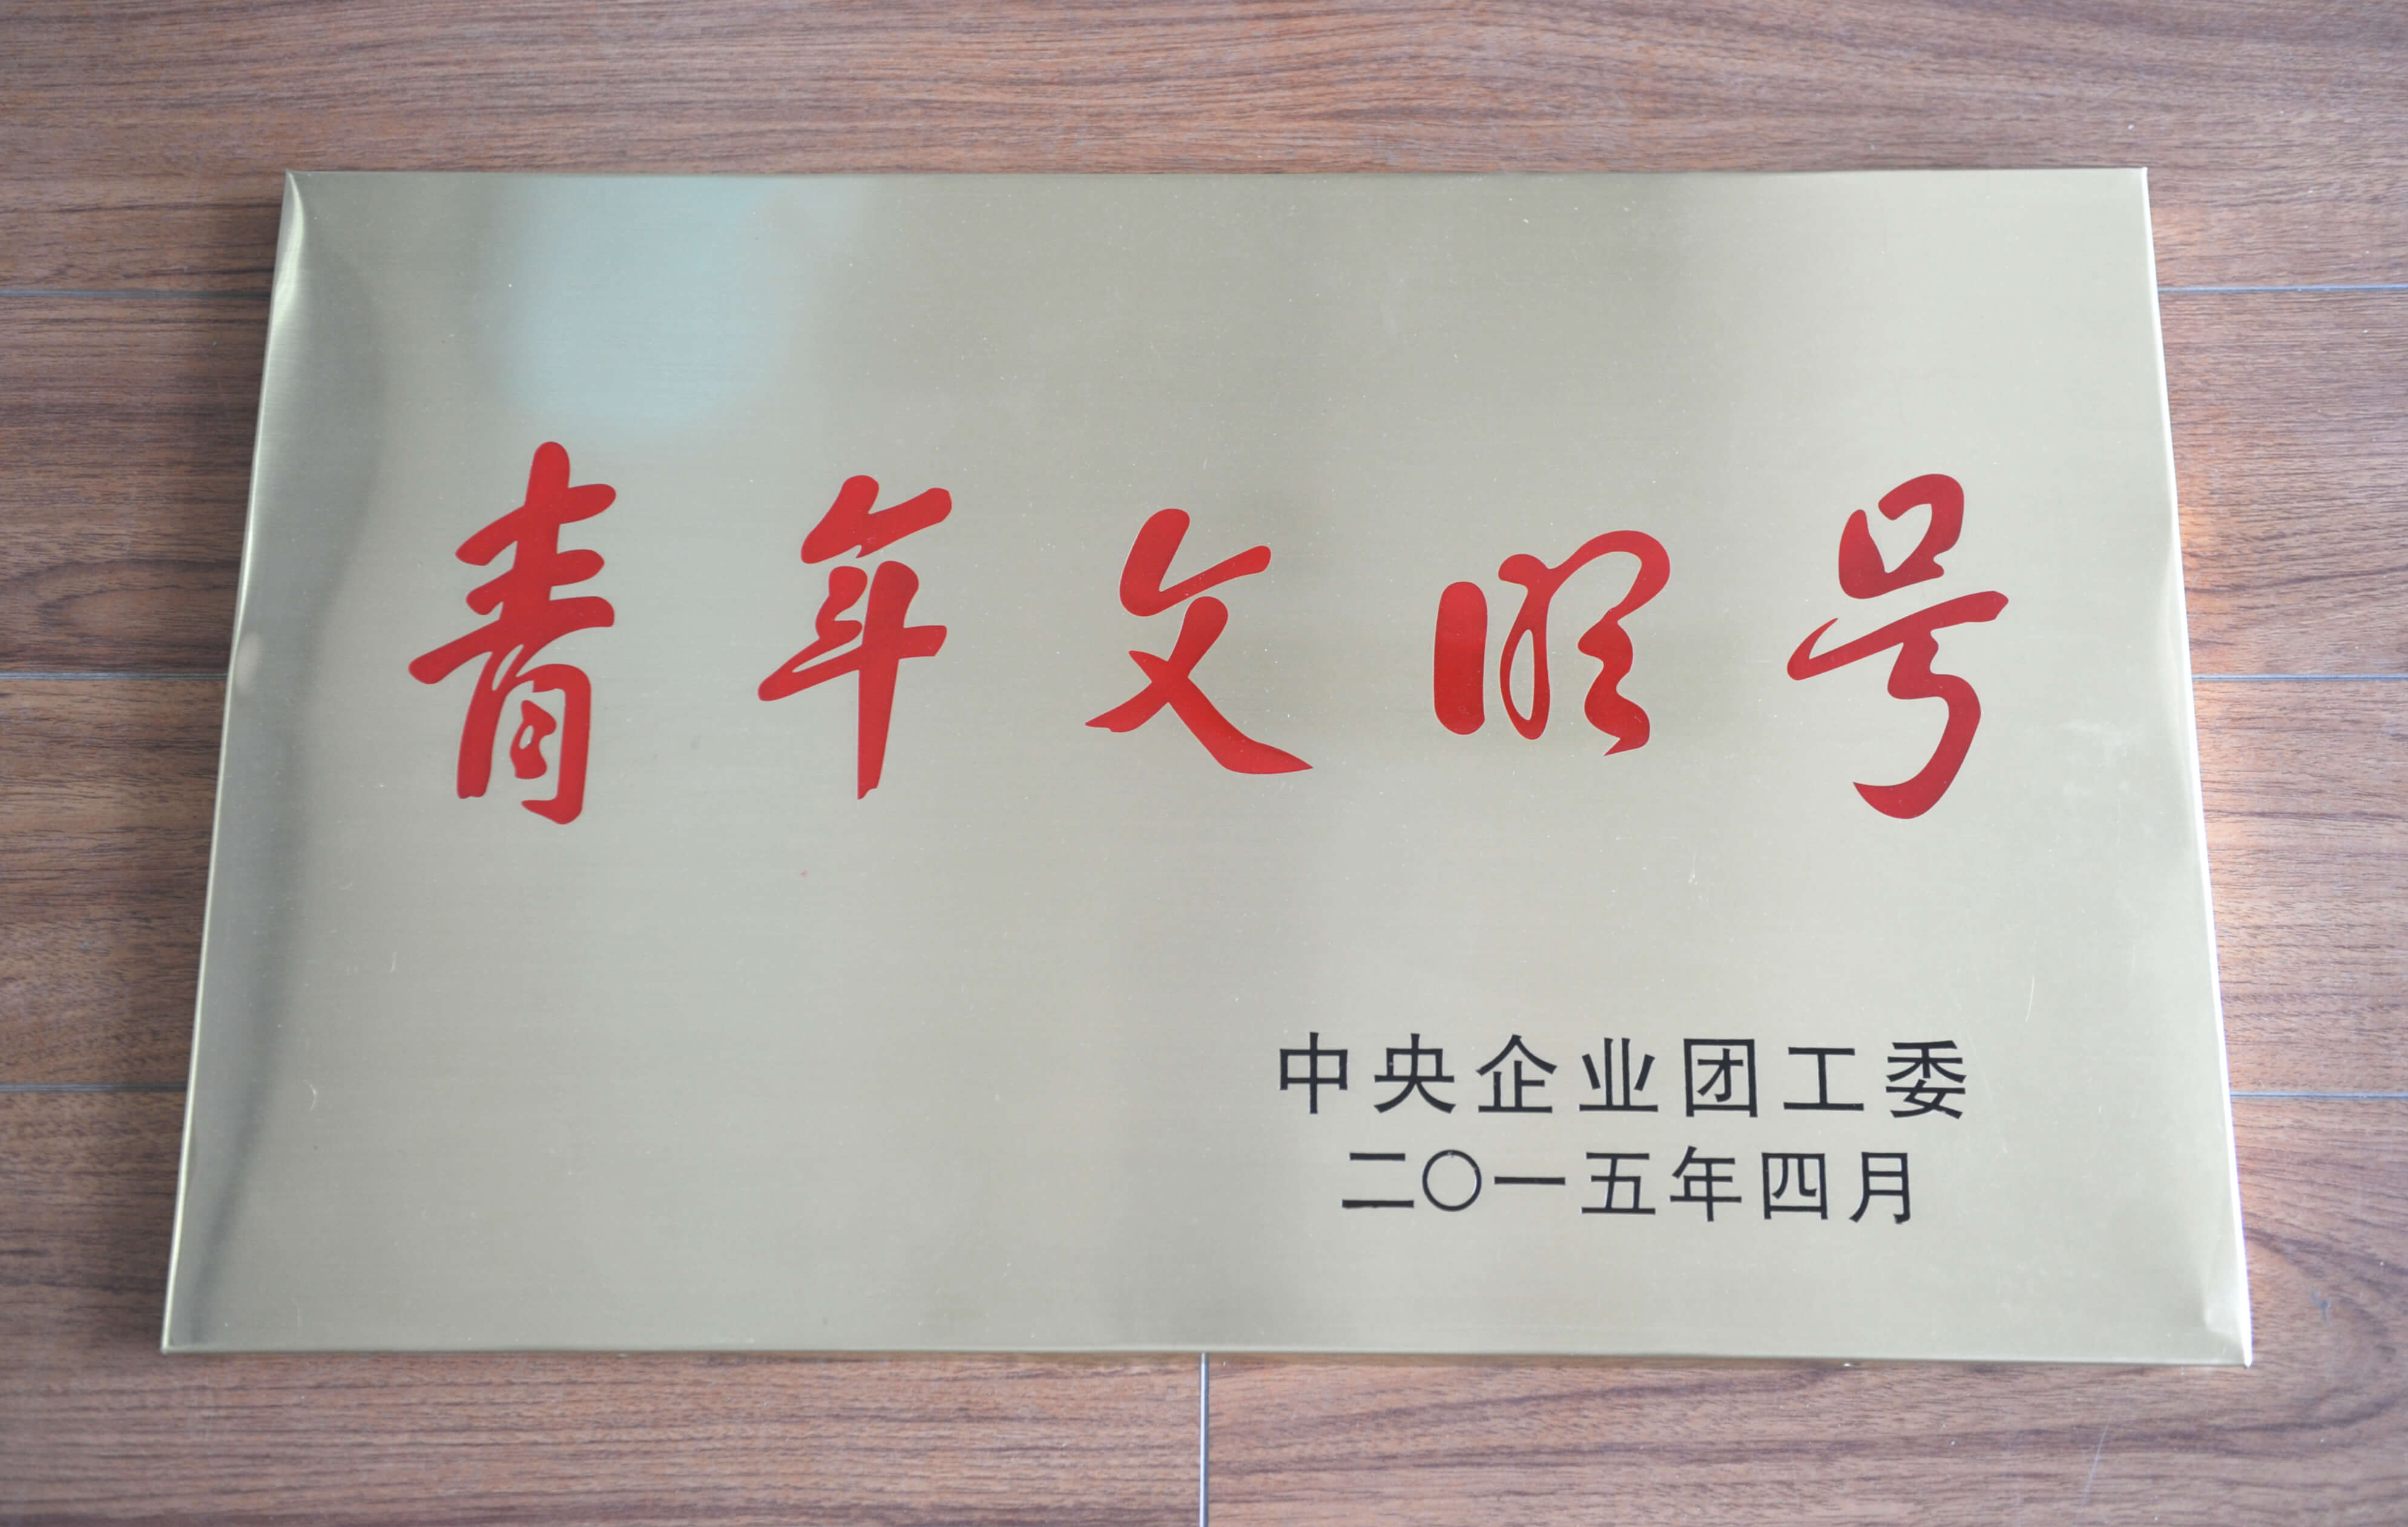 青年文明号
中央企业团工委
二〇一五年四月